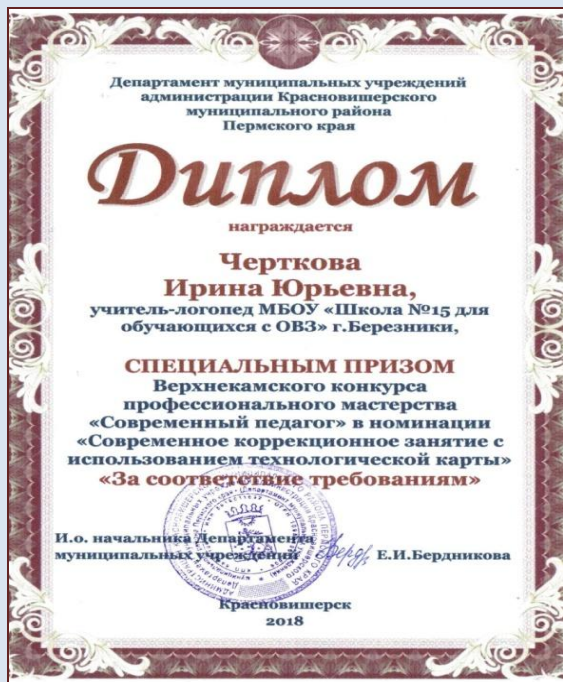 Департамент муниципальных учреждений
администрации Красновишерского
муниципального района
Пермского края
Диплом
награждается
Черткова
Ирина Юрьевна,
учитель-логопед МБОУ «Школа №15 для
обучающихся с ОВЗ» г.Березники,
СПЕЦИАЛЬНЫМ ПРИЗОМ
Верхнекамского конкурса
профессионального мастерства
«Современный педагог» в номинации
«Современное коррекционное занятие с
использованием технологической карты»
«За соответствие требованиям»
И.о. начальника Департамента
муниципальных учреждений Е.И.Бердникова
Красновишерск
2018